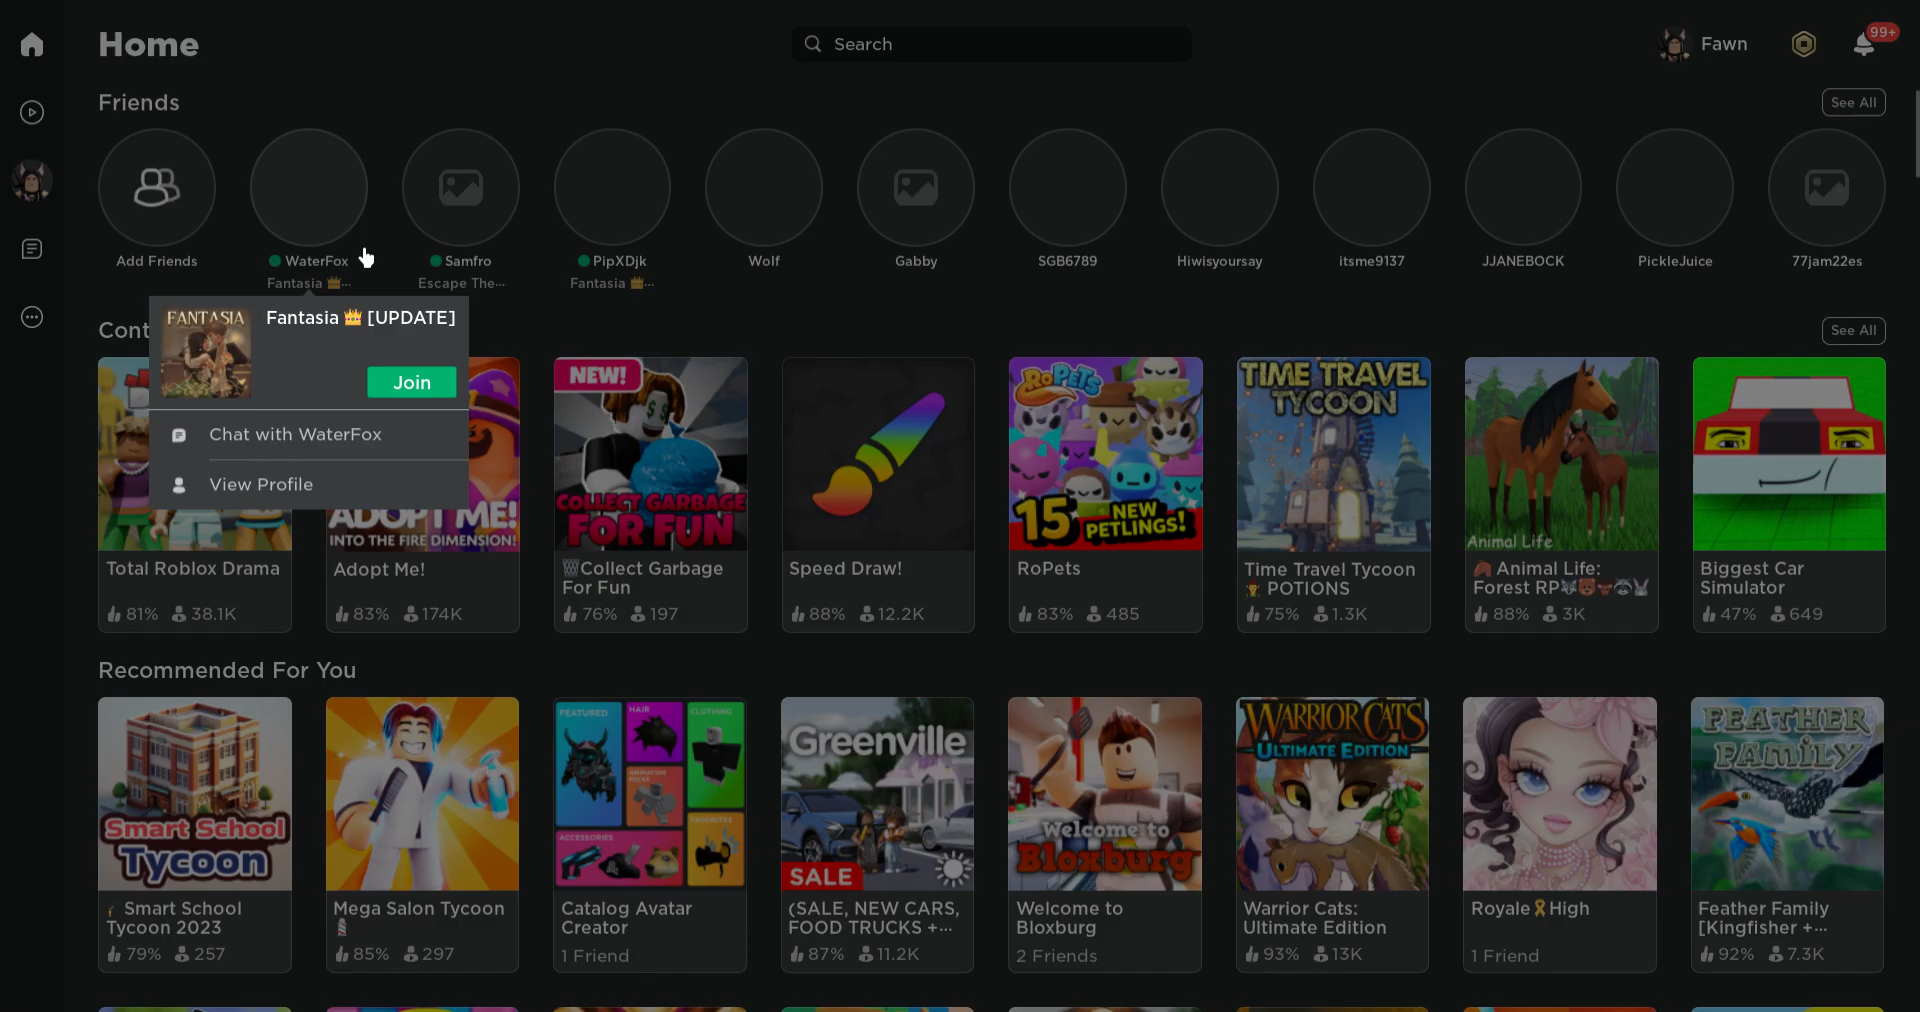 Home
Search
Fawn
99+
Friends
See All
Add Friends
WaterFox
Fantasia 👑...
Samfro
Escape The...
PipXDjk
Fantasia 👑...
Wolf
Gabby
SGB6789
Hiwisyoursay
itsme9137
JJANEBOCK
PickleJuice
77jam22es
FANTASIA
Fantasia 👑 [UPDATE]
Join
Chat with WaterFox
View Profile
Cont
See All
ADOPT ME!
INTO THE FIRE DIMENSION!
NEW!
COLLECT GARBAGE
FOR FUN
RoPETS
15 NEW
PETLINGS!
TIME TRAVEL
TYCOON
Animal Life
Total Roblox Drama
81% 38.1K
Adopt Me!
83% 174K
🗑️Collect Garbage
For Fun
76% 197
Speed Draw!
88% 12.2K
RoPets
83% 485
Time Travel Tycoon
POTIONS
75% 1.3K
🐴 Animal Life:
Forest RP🐺🐻🦌🦝🐰
88% 3K
Biggest Car
Simulator
47% 649
Recommended For You
Smart School
Tycoon
FEATURED
HAIR
CLOTHING
ANIMATION
PACKS
ACCESSORIES
FAVORITES
Greenville
SALE
Welcome to
Bloxburg
WARRIOR CATS
ULTIMATE EDITION
FEATHER
FAMILY
Smart School
Tycoon 2023
79% 257
Mega Salon Tycoon
💈
85% 297
Catalog Avatar
Creator
1 Friend
(SALE, NEW CARS,
FOOD TRUCKS +...
87% 11.2K
Welcome to
Bloxburg
2 Friends
Warrior Cats:
Ultimate Edition
93% 13K
Royale🎗️High
1 Friend
Feather Family
[Kingfisher +...
92% 7.3K